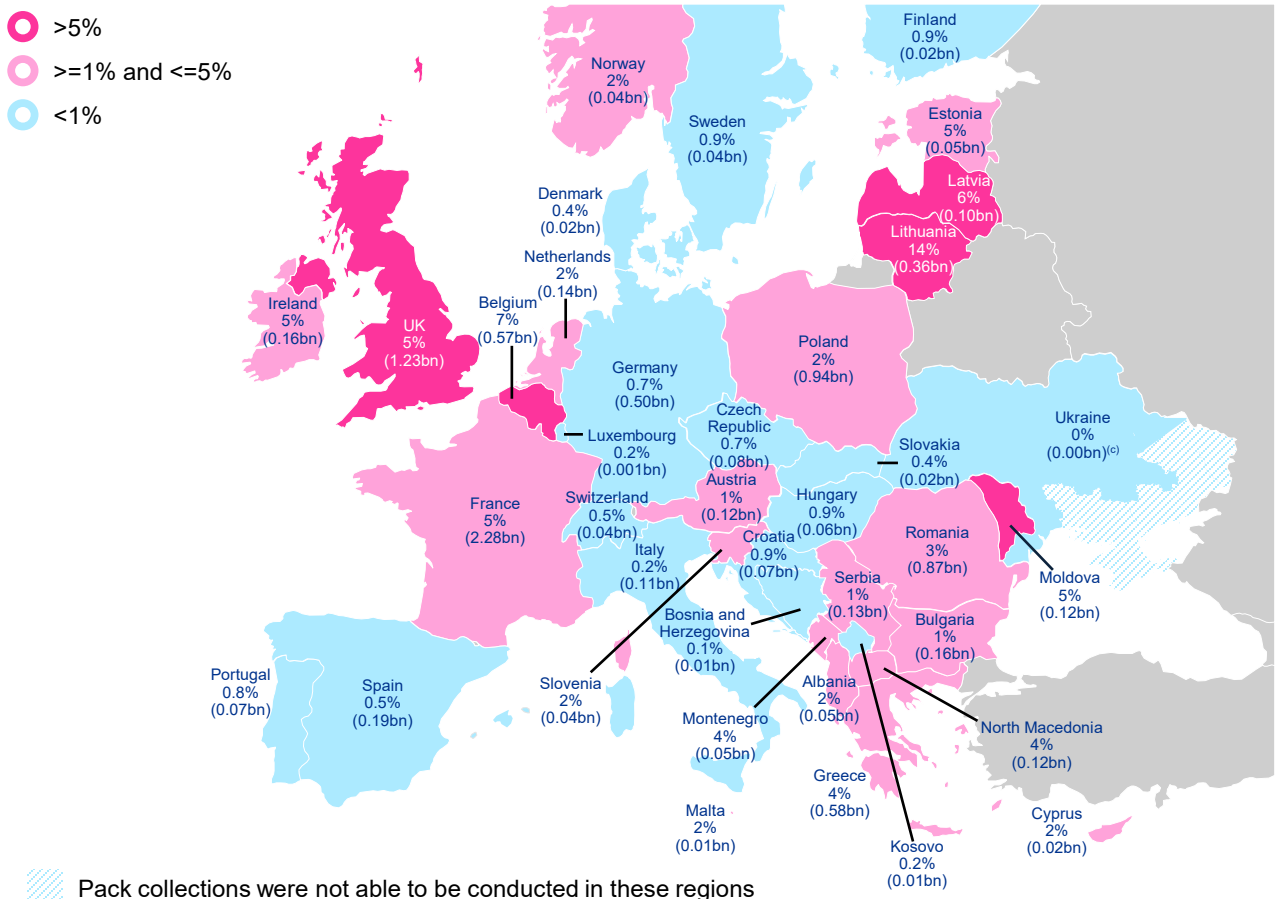 >5%
>=1% and <=5%
<1%
Finland
0.9%
(0.02bn)
Norway
2%
(0.04bn)
Sweden
0.9%
(0.04bn)
Estonia
5%
(0.05bn)
Latvia
6%
(0.10bn)
Lithuania
14%
(0.36bn)
Denmark
0.4%
(0.02bn)
Netherlands
2%
(0.14bn)
Belgium
7%
(0.57bn)
Ireland
5%
(0.16bn)
UK
5%
(1.23bn)
Germany
0.7%
(0.50bn)
Poland
2%
(0.94bn)
Czech
Republic
0.7%
(0.08bn)
Luxembourg
0.2%
(0.001bn)
Slovakia
0.4%
(0.02bn)
Ukraine
0%
(0.00bn)(c)
France
5%
(2.28bn)
Switzerland
0.5%
(0.04bn)
Austria
1%
(0.12bn)
Hungary
0.9%
(0.06bn)
Romania
3%
(0.87bn)
Moldova
5%
(0.12bn)
Italy
0.2%
(0.11bn)
Croatia
0.9%
(0.07bn)
Serbia
1%
(0.13bn)
Bosnia and
Herzegovina
0.1%
(0.01bn)
Bulgaria
1%
(0.16bn)
Portugal
0.8%
(0.07bn)
Spain
0.5%
(0.19bn)
Slovenia
2%
(0.04bn)
Montenegro
4%
(0.05bn)
Albania
2%
(0.05bn)
North Macedonia
4%
(0.12bn)
Greece
4%
(0.58bn)
Malta
2%
(0.01bn)
Kosovo
0.2%
(0.01bn)
Cyprus
2%
(0.02bn)
Pack collections were not able to be conducted in these regions